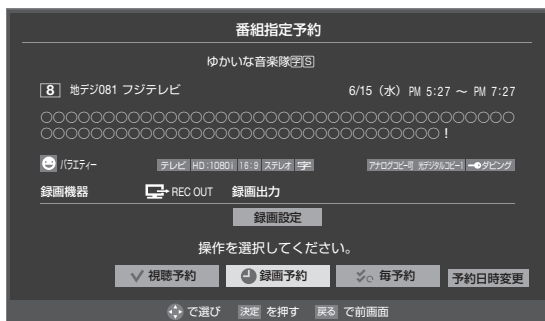 番組指定予約
ゆかいな音楽隊字S
8 地デジ081 フジテレビ 6/15（水）PM 5:27 ～ PM 7:27
○○○○○○○○○○○○○○○○○○○○○○○○○○○○○○○○○○○○○
○○○○○○○○○○○○○○○○○○○○○○○○○○○○○○○！
バラエティー テレビ HD:1080i 16:9 ステレオ 字 アナログコピー可 光デジタルコピー1 ダビング
録画機器 REC OUT 録画出力
録画設定
操作を選択してください。
視聴予約 録画予約 毎予約 予約日時変更
で選び 決定 を押す 戻る で前画面